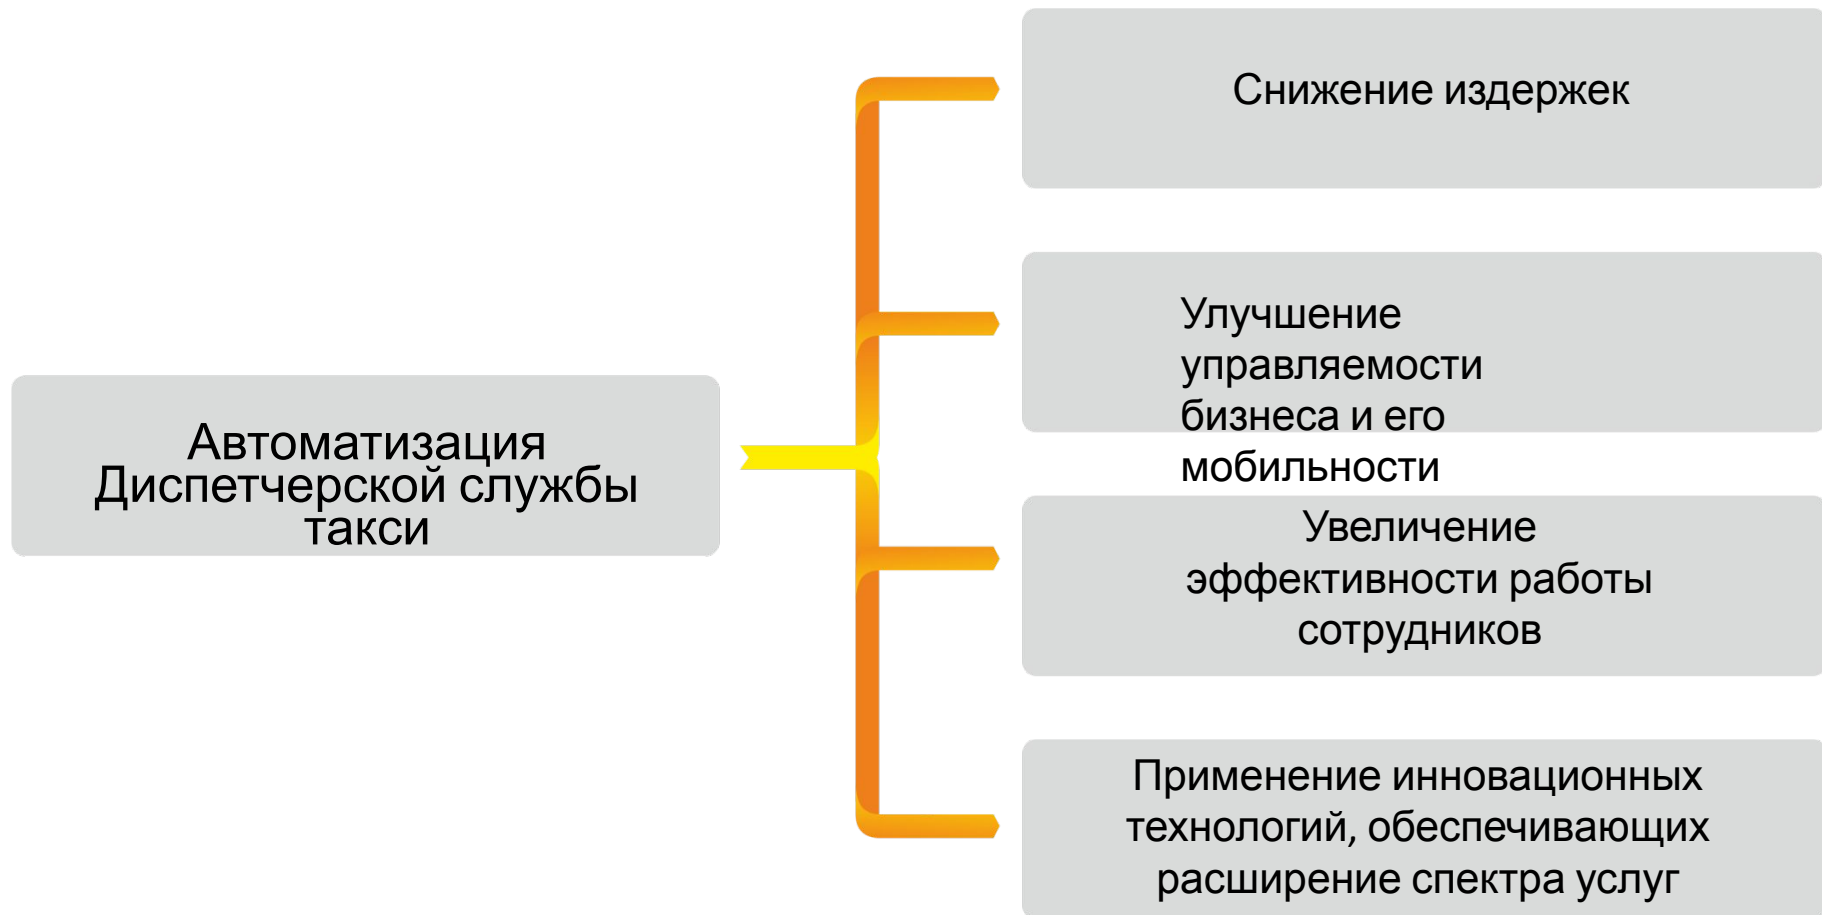 Автоматизация
Диспетчерской службы
такси
Снижение издержек
Улучшение
управляемости
бизнеса и его
мобильности
Увеличение
эффективности работы
сотрудников
Применение инновационных
технологий, обеспечивающих
расширение спектра услуг